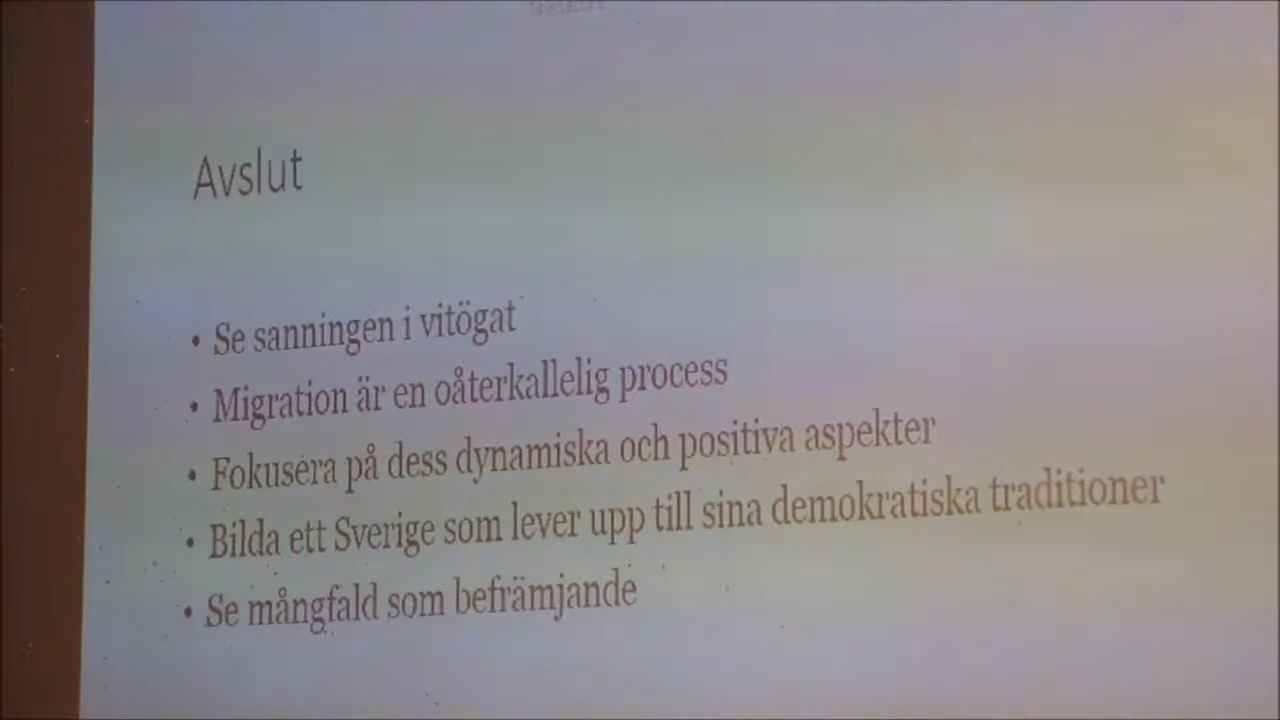 Avslut
• Se sanningen i vitögat
• Migration är en oåterkallelig process
• Fokusera på dess dynamiska och positiva aspekter
• Bilda ett Sverige som lever upp till sina demokratiska traditioner
• Se mångfald som befrämjande